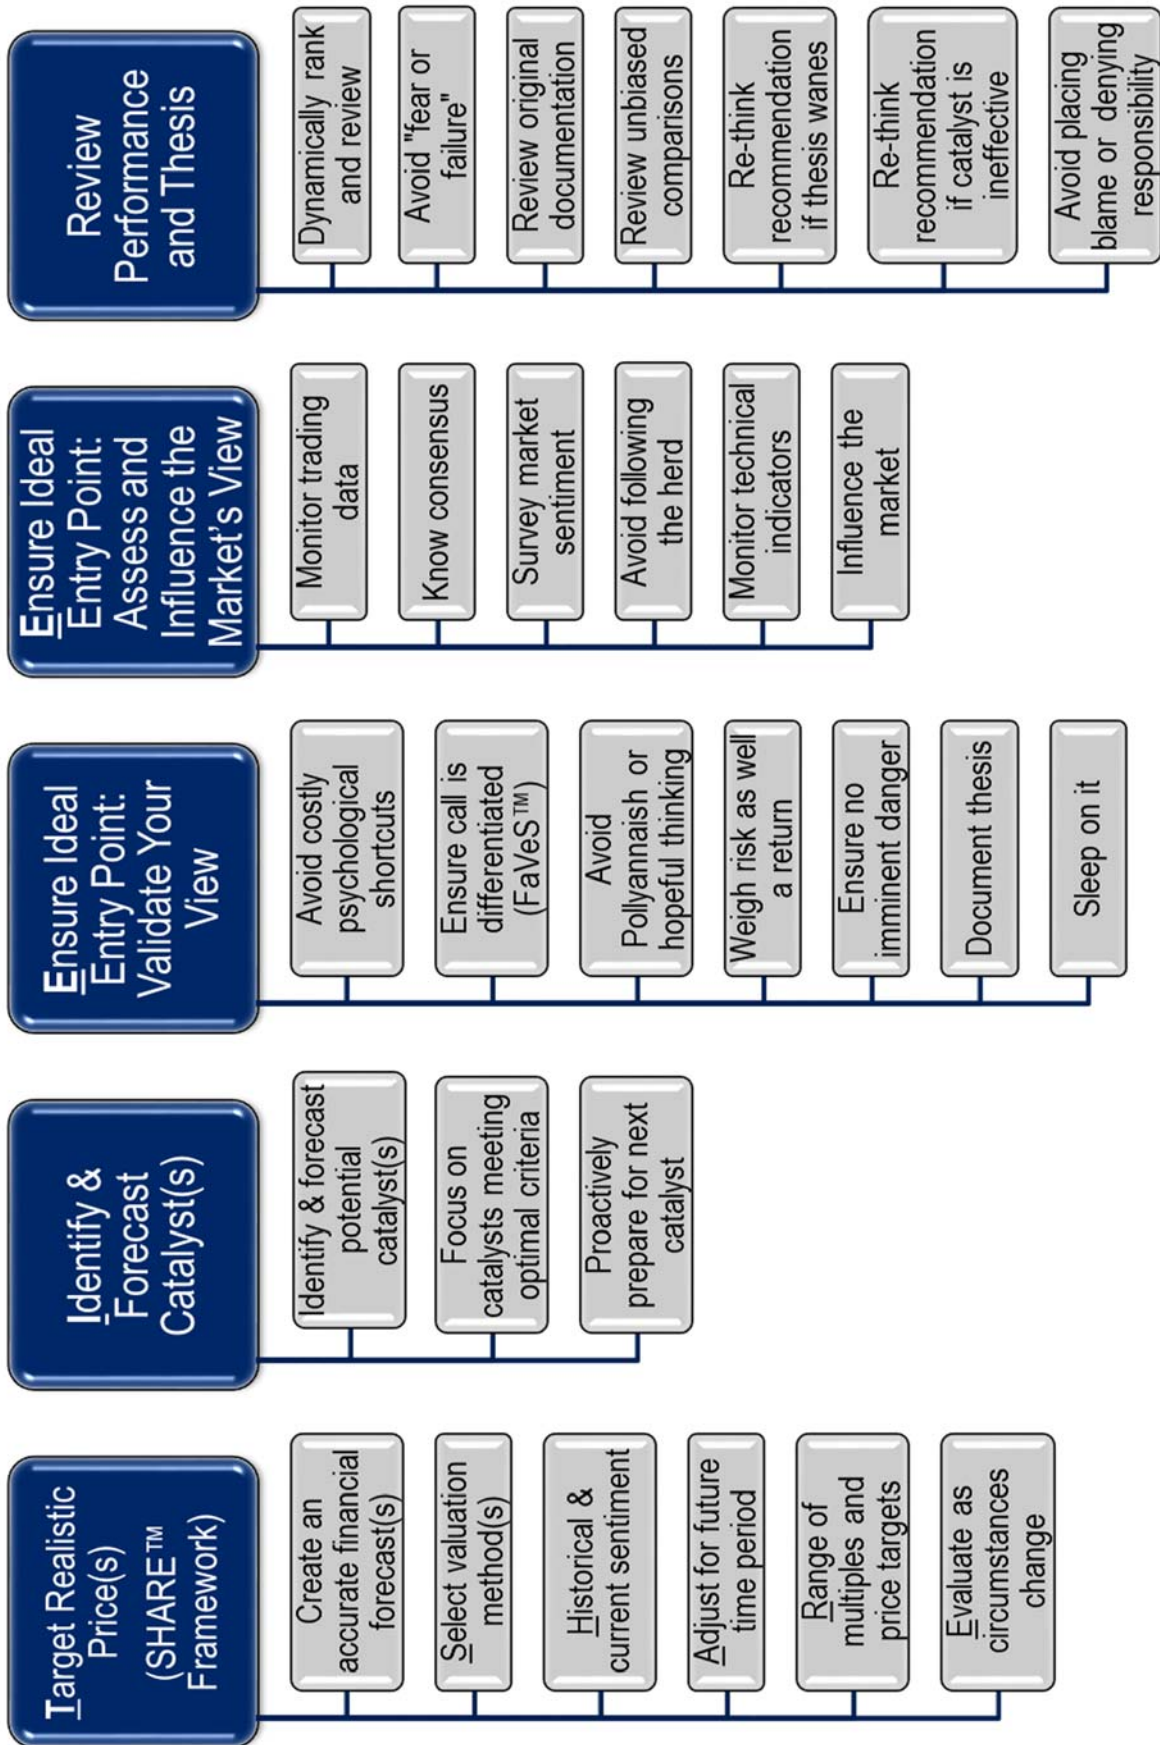 Target Realistic
Price(s)
(SHARE™
Framework)
Create an
accurate financial
forecast(s)
Select valuation
method(s)
Historical &
current sentiment
Adjust for future
time period
Range of
multiples and
price targets
Evaluate as
circumstances
change
Identify &
Forecast
Catalyst(s)
Identify & forecast
potential
catalyst(s)
Focus on
catalysts meeting
optimal criteria
Proactively
prepare for next
catalyst
Ensure Ideal
Entry Point:
Validate Your
View
Avoid costly
psychological
shortcuts
Ensure call is
differentiated
(FaVeS™)
Avoid
Pollyannaish or
hopeful thinking
Weigh risk as well
a return
Ensure no
imminent danger
Document thesis
Sleep on it
Ensure Ideal
Entry Point:
Assess and
Influence the
Market's View
Monitor trading
data
Know consensus
Survey market
sentiment
Avoid following
the herd
Monitor technical
indicators
Influence the
market
Review
Performance
and Thesis
Dynamically rank
and review
Avoid "fear or
failure"
Review original
documentation
Review unbiased
comparisons
Re-think
recommendation
if thesis wanes
Re-think
recommendation
if catalyst is
ineffective
Avoid placing
blame or denying
responsibility